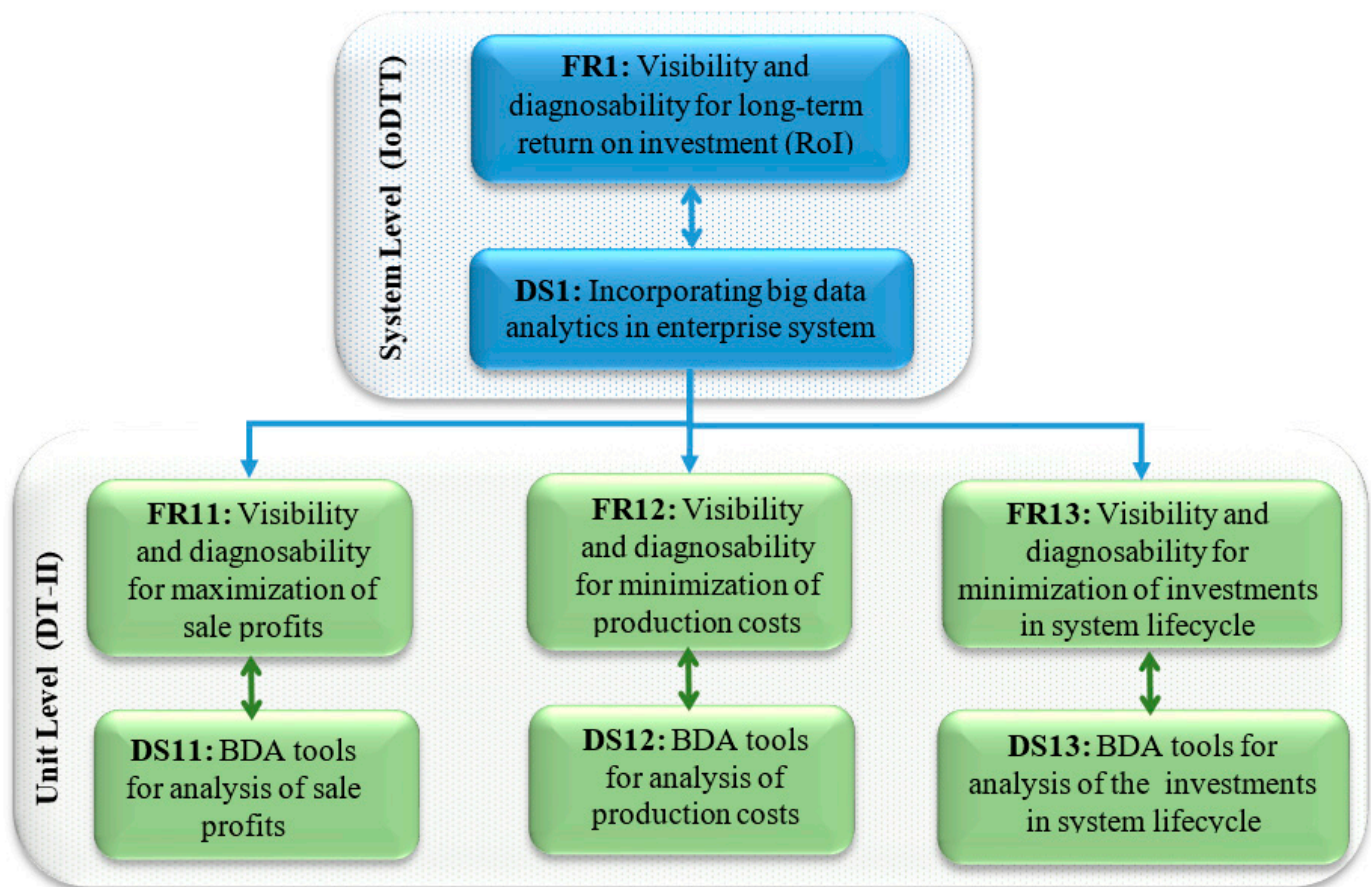 System Level (IoDTT)
FR1: Visibility and
diagnosability for long-term
return on investment (RoI)
DS1: Incorporating big data
analytics in enterprise system
Unit Level (DT-II)
FR11: Visibility
and diagnosability
for maximization of
sale profits
FR12: Visibility
and diagnosability
for minimization of
production costs
FR13: Visibility and
diagnosability for
minimization of investments
in system lifecycle
DS11: BDA tools
for analysis of sale
profits
DS12: BDA tools
for analysis of
production costs
DS13: BDA tools for
analysis of the investments
in system lifecycle